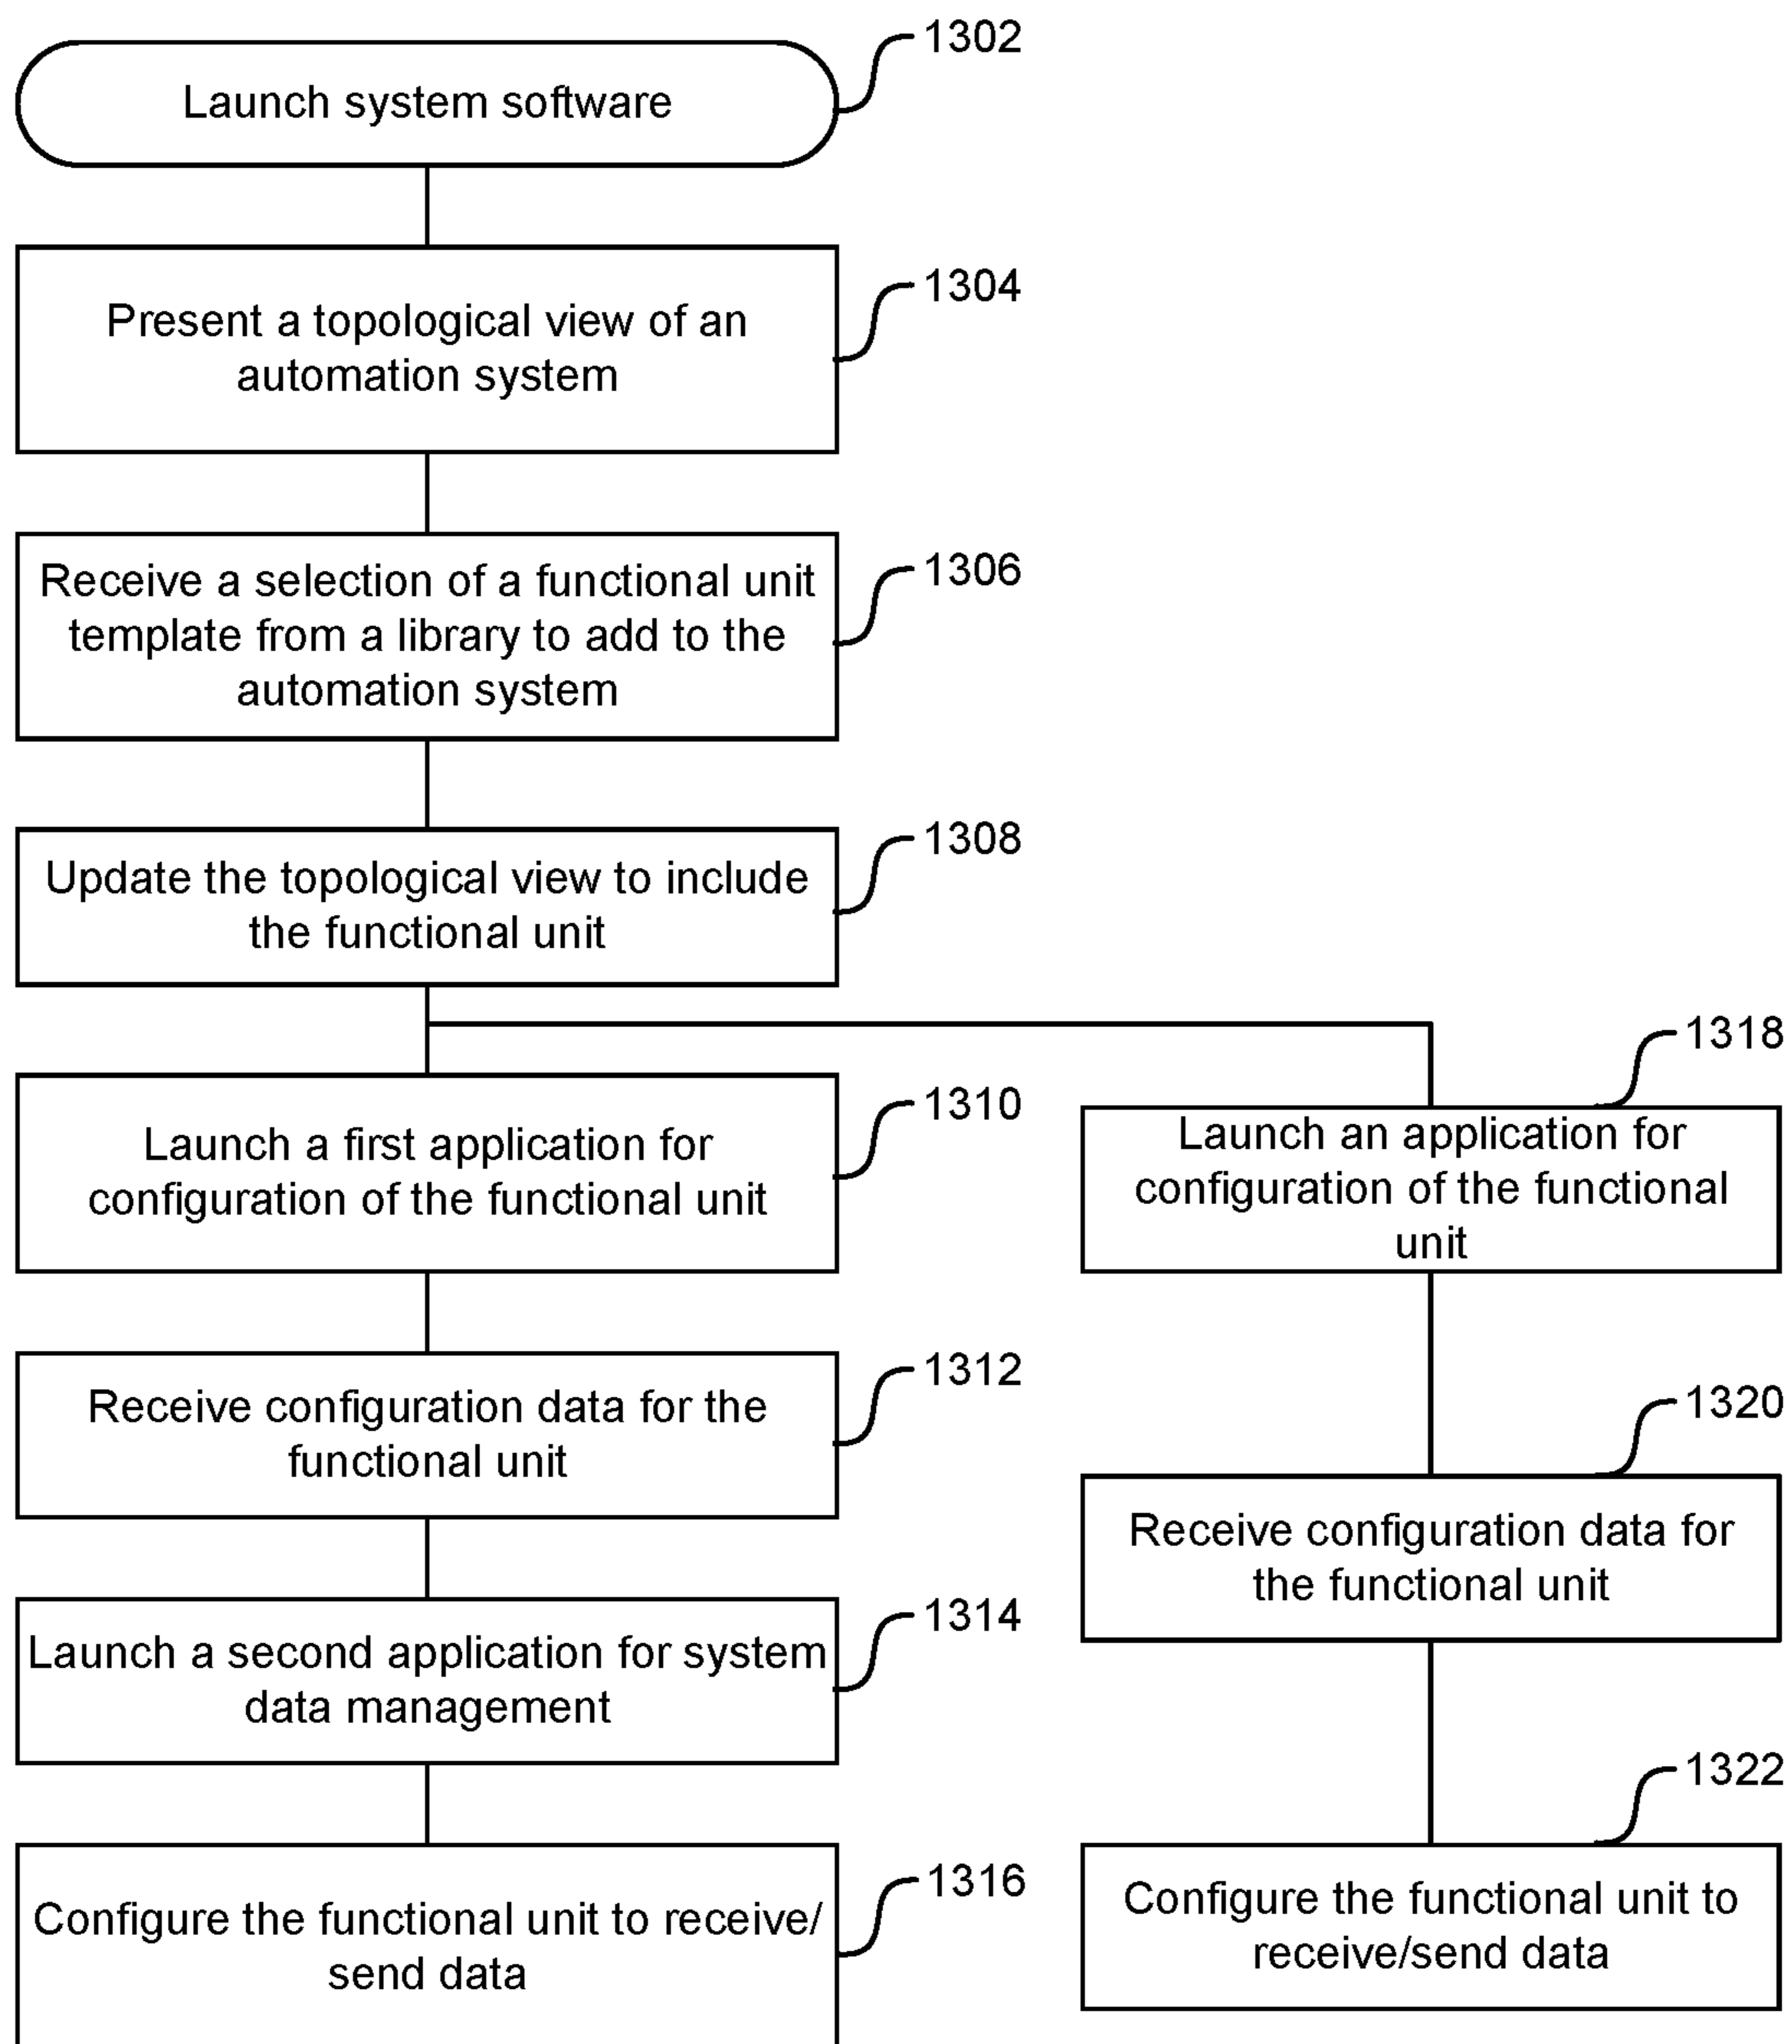 1302
Launch system software
1304
Present a topological view of an
automation system
1306
Receive a selection of a functional unit
template from a library to add to the
automation system
1308
Update the topological view to include
the functional unit
1310
Launch a first application for
configuration of the functional unit
1312
Receive configuration data for the
functional unit
1314
Launch a second application for system
data management
1316
Configure the functional unit to receive/
send data
1318
Launch an application for
configuration of the functional
unit
1320
Receive configuration data for
the functional unit
1322
Configure the functional unit to
receive/send data